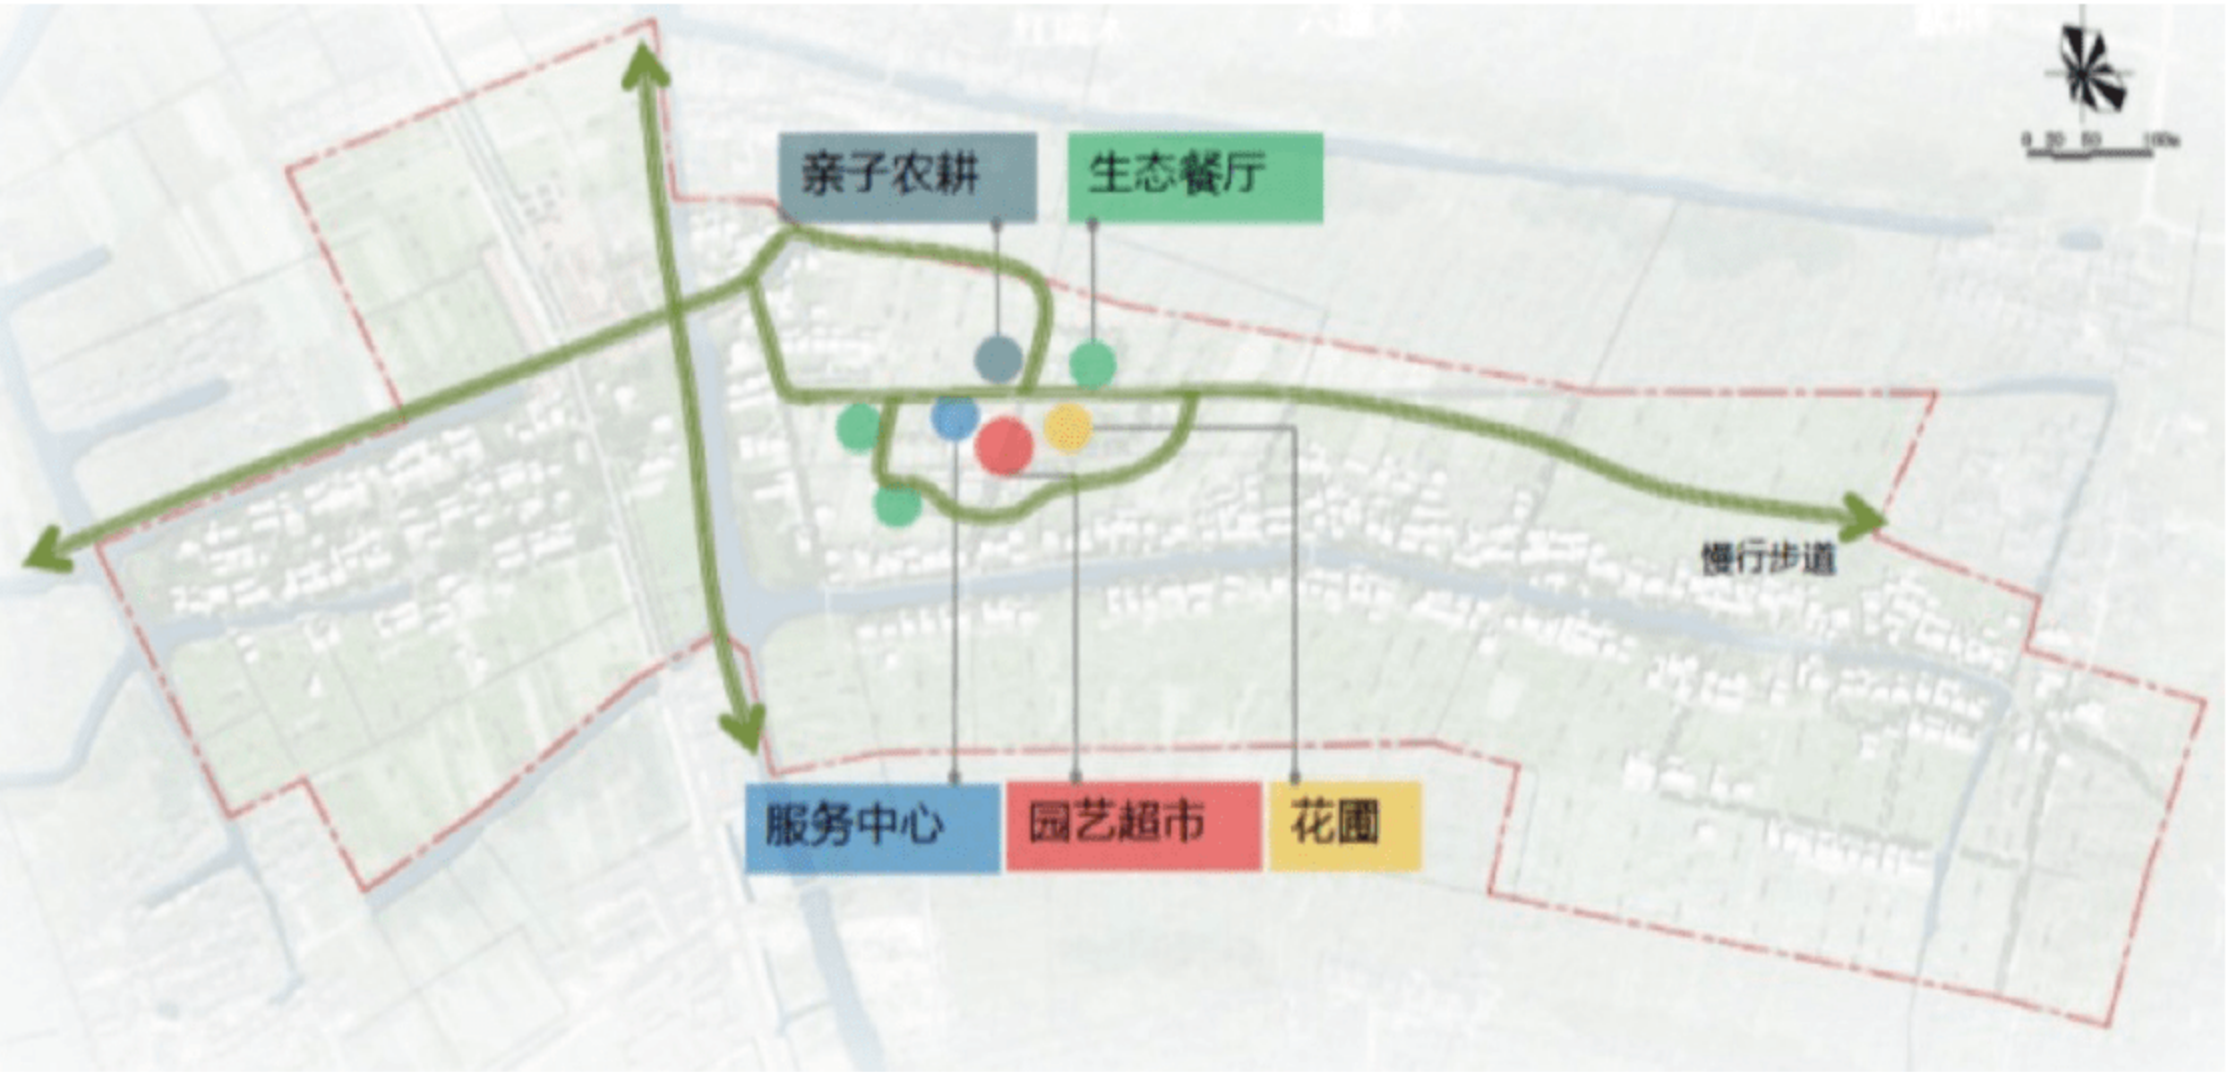 亲子农耕
生态餐厅
慢行步道
服务中心
园艺超市
花圃